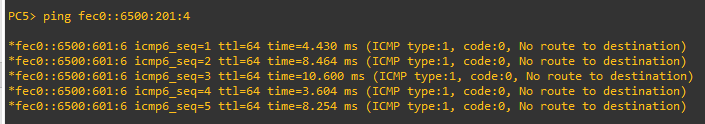 PC5> ping fec0::6500:201:4
*fec0::6500:601:6 icmp6_seq=1 ttl=64 time=4.430 ms (ICMP type:1, code:0, No route to destination)
*fec0::6500:601:6 icmp6_seq=2 ttl=64 time=8.464 ms (ICMP type:1, code:0, No route to destination)
*fec0::6500:601:6 icmp6_seq=3 ttl=64 time=10.600 ms (ICMP type:1, code:0, No route to destination)
*fec0::6500:601:6 icmp6_seq=4 ttl=64 time=3.604 ms (ICMP type:1, code:0, No route to destination)
*fec0::6500:601:6 icmp6_seq=5 ttl=64 time=8.254 ms (ICMP type:1, code:0, No route to destination)